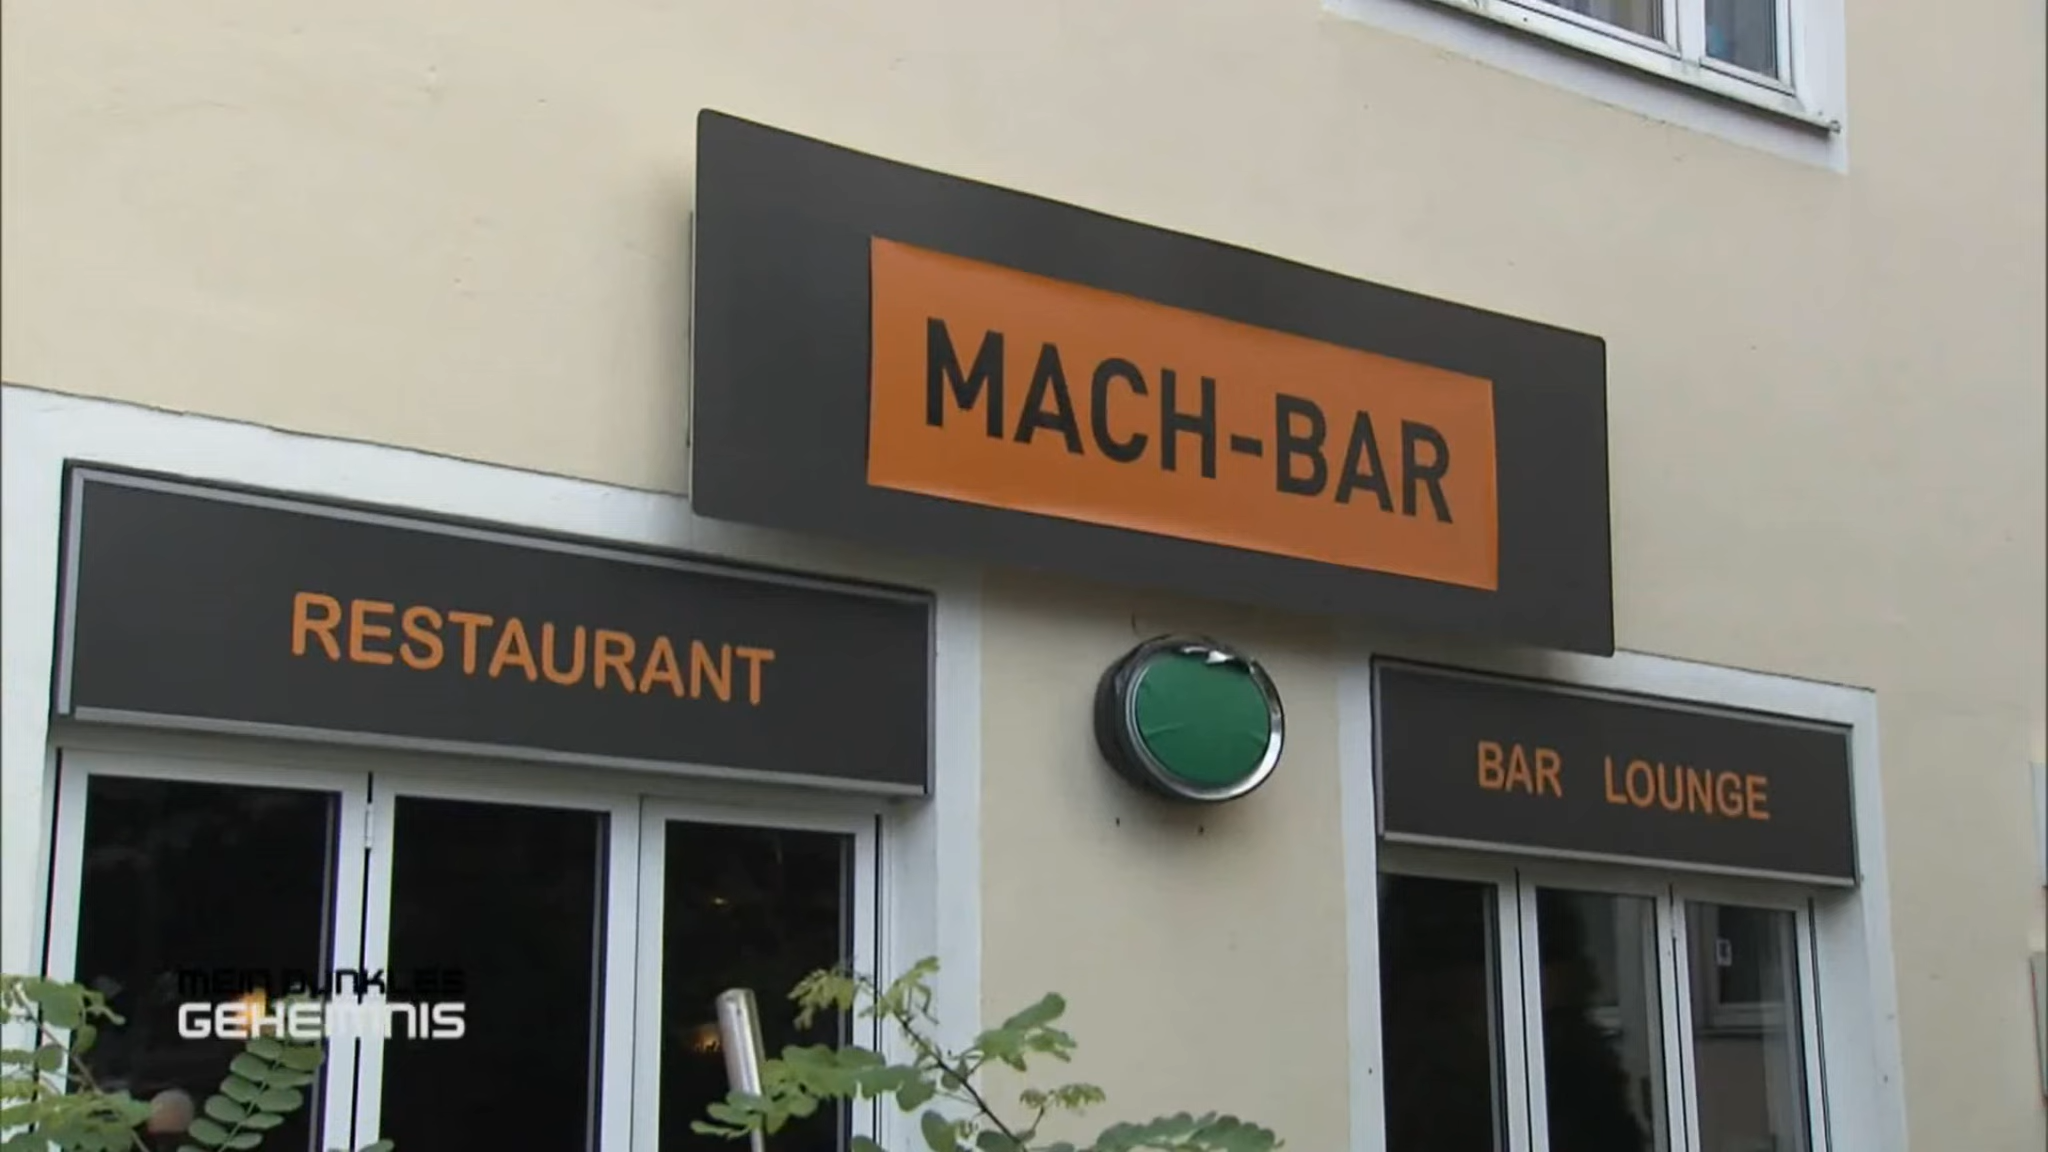 MACH-BAR
RESTAURANT
BAR LOUNGE
MEIN DUNKLES
GEHEIMNIS